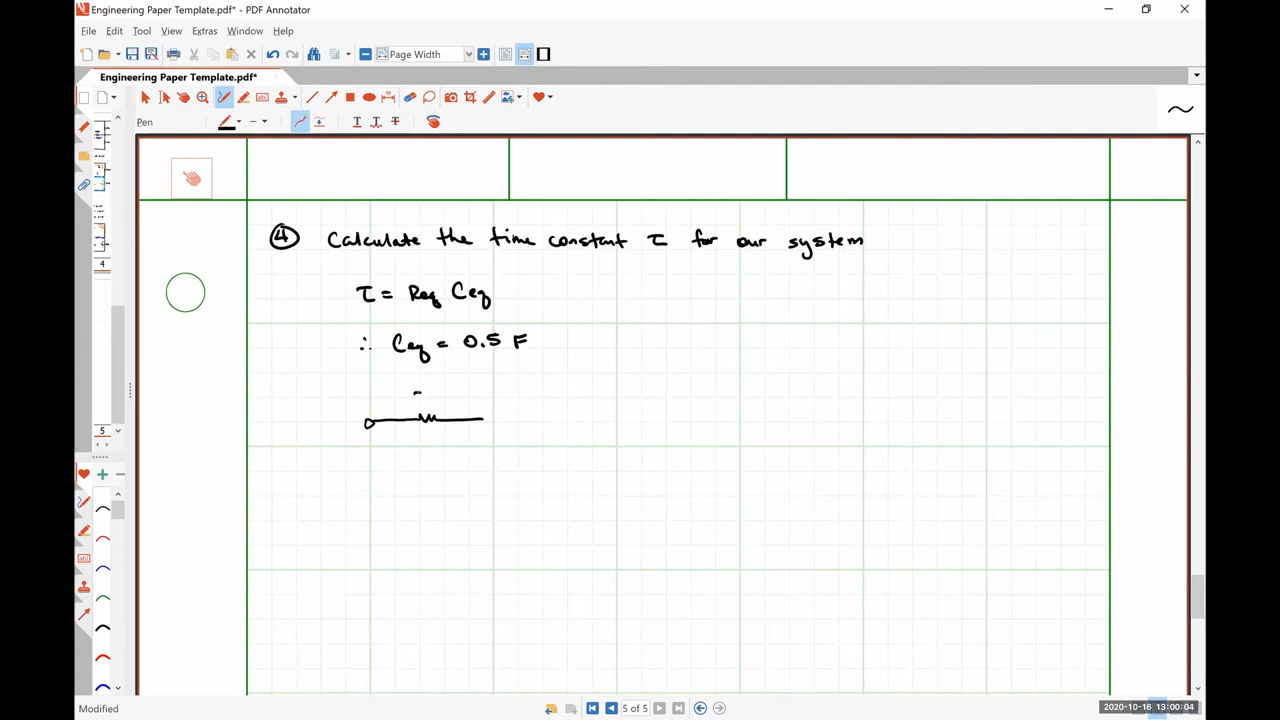 Engineering Paper Template.pdf* - PDF Annotator
File Edit Tool View Extras Window Help
Page Width
Engineering Paper Template.pdf*
Pen
④ Calculate the time constant τ for our system
τ = Req Ceq
∴ Ceq = 0.5 F
4
5
Modified
5 of 5
2020-10-16 13:00:04